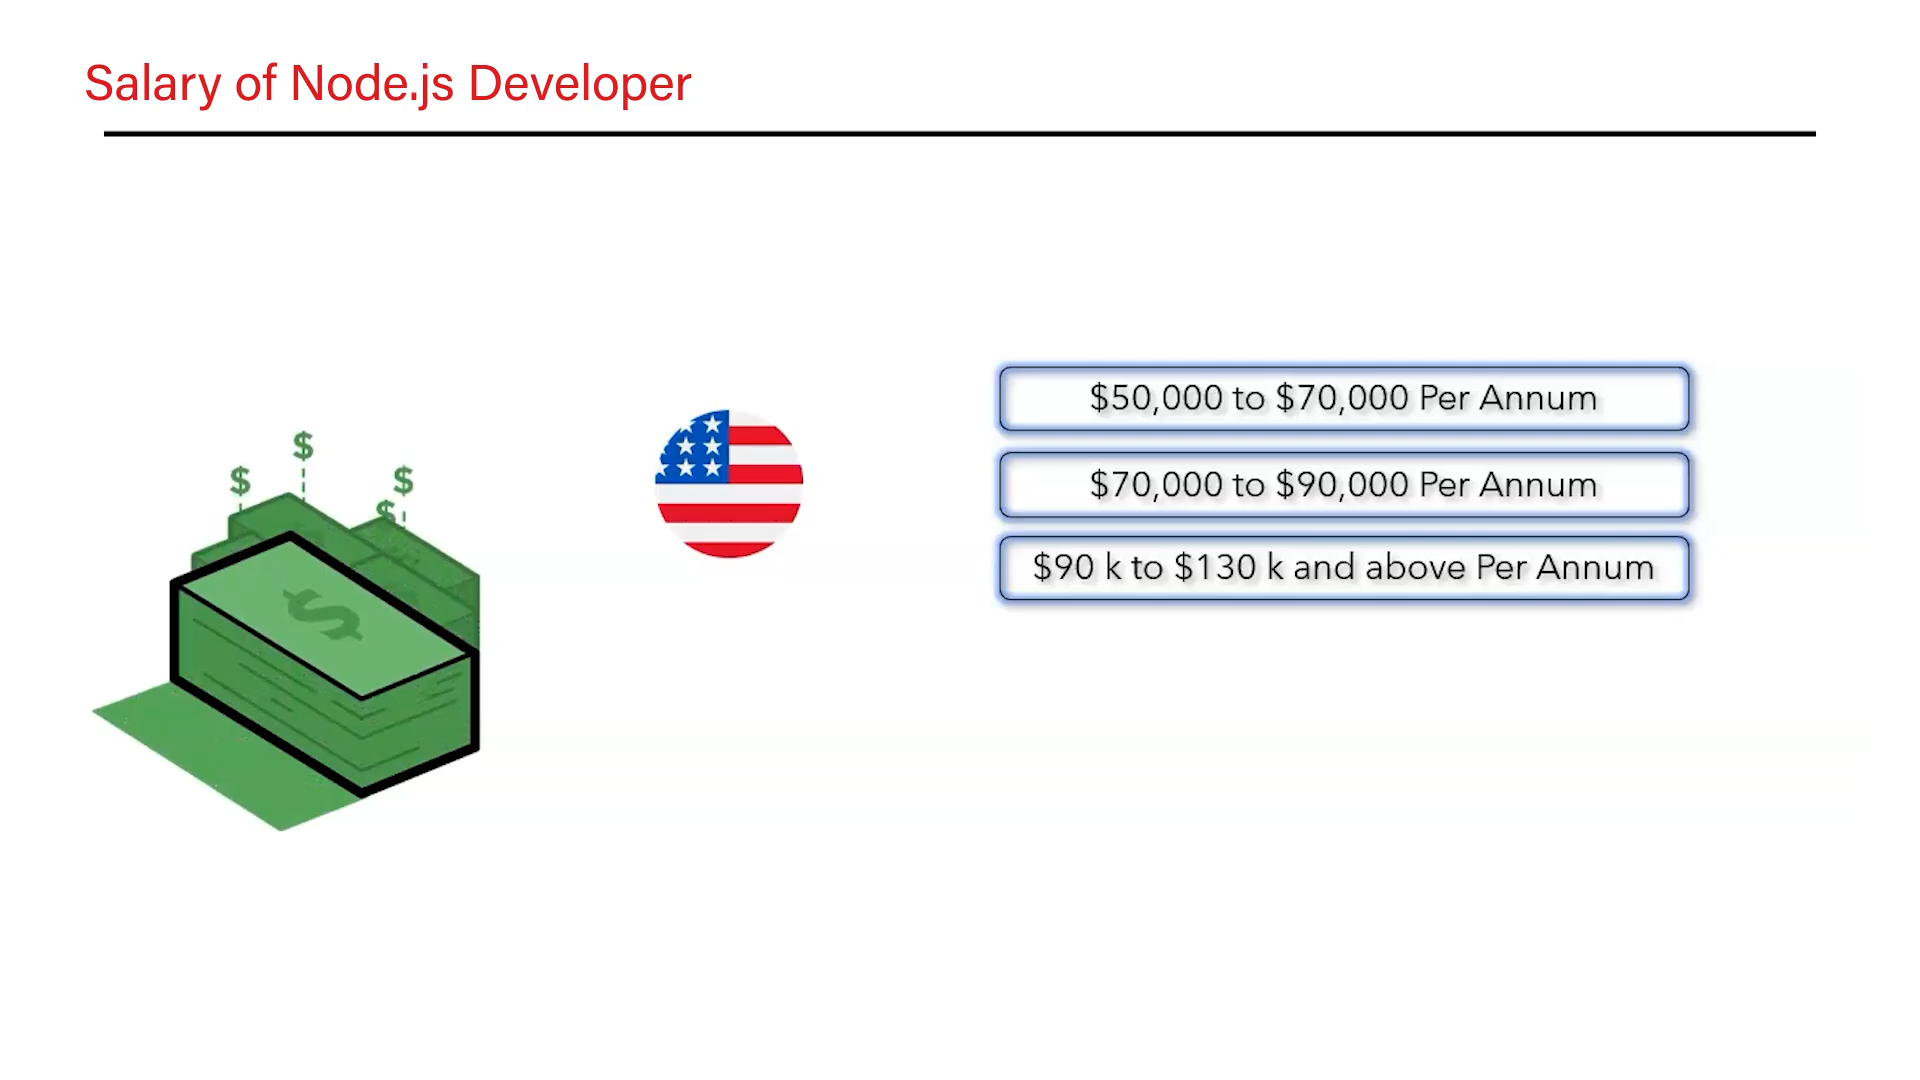 Salary of Node.js Developer
$50,000 to $70,000 Per Annum
$70,000 to $90,000 Per Annum
$90 k to $130 k and above Per Annum
$
$
$
$
$